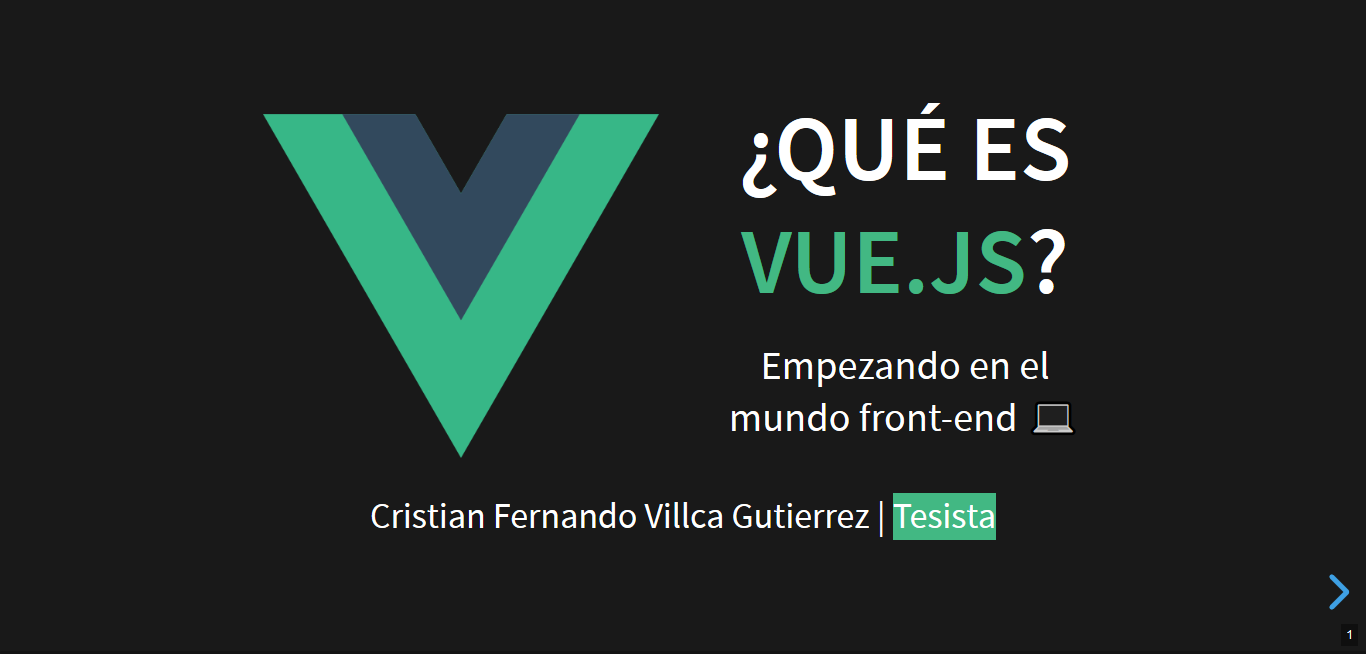 ¿QUÉ ES
VUE.JS?
Empezando en el
mundo front-end 💻
Cristian Fernando Villca Gutierrez | Tesista
1